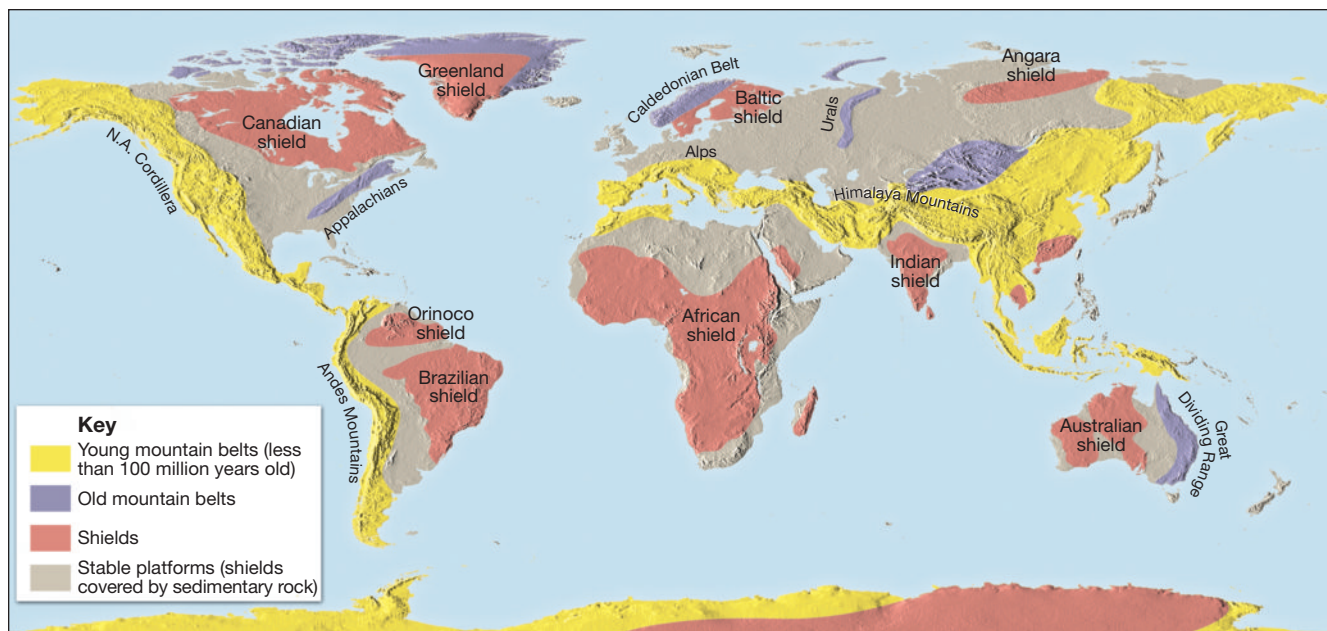 Greenland
shield
Canadian
shield
N.A. Cordillera
Appalachians
Caldedonian Belt
Baltic
shield
Urals
Angara
shield
Alps
Himalaya Mountains
Indian
shield
African
shield
Orinoco
shield
Brazilian
shield
Andes Mountains
Australian
shield
Great
Dividing Range
Key
Young mountain belts (less
than 100 million years old)
Old mountain belts
Shields
Stable platforms (shields
covered by sedimentary rock)